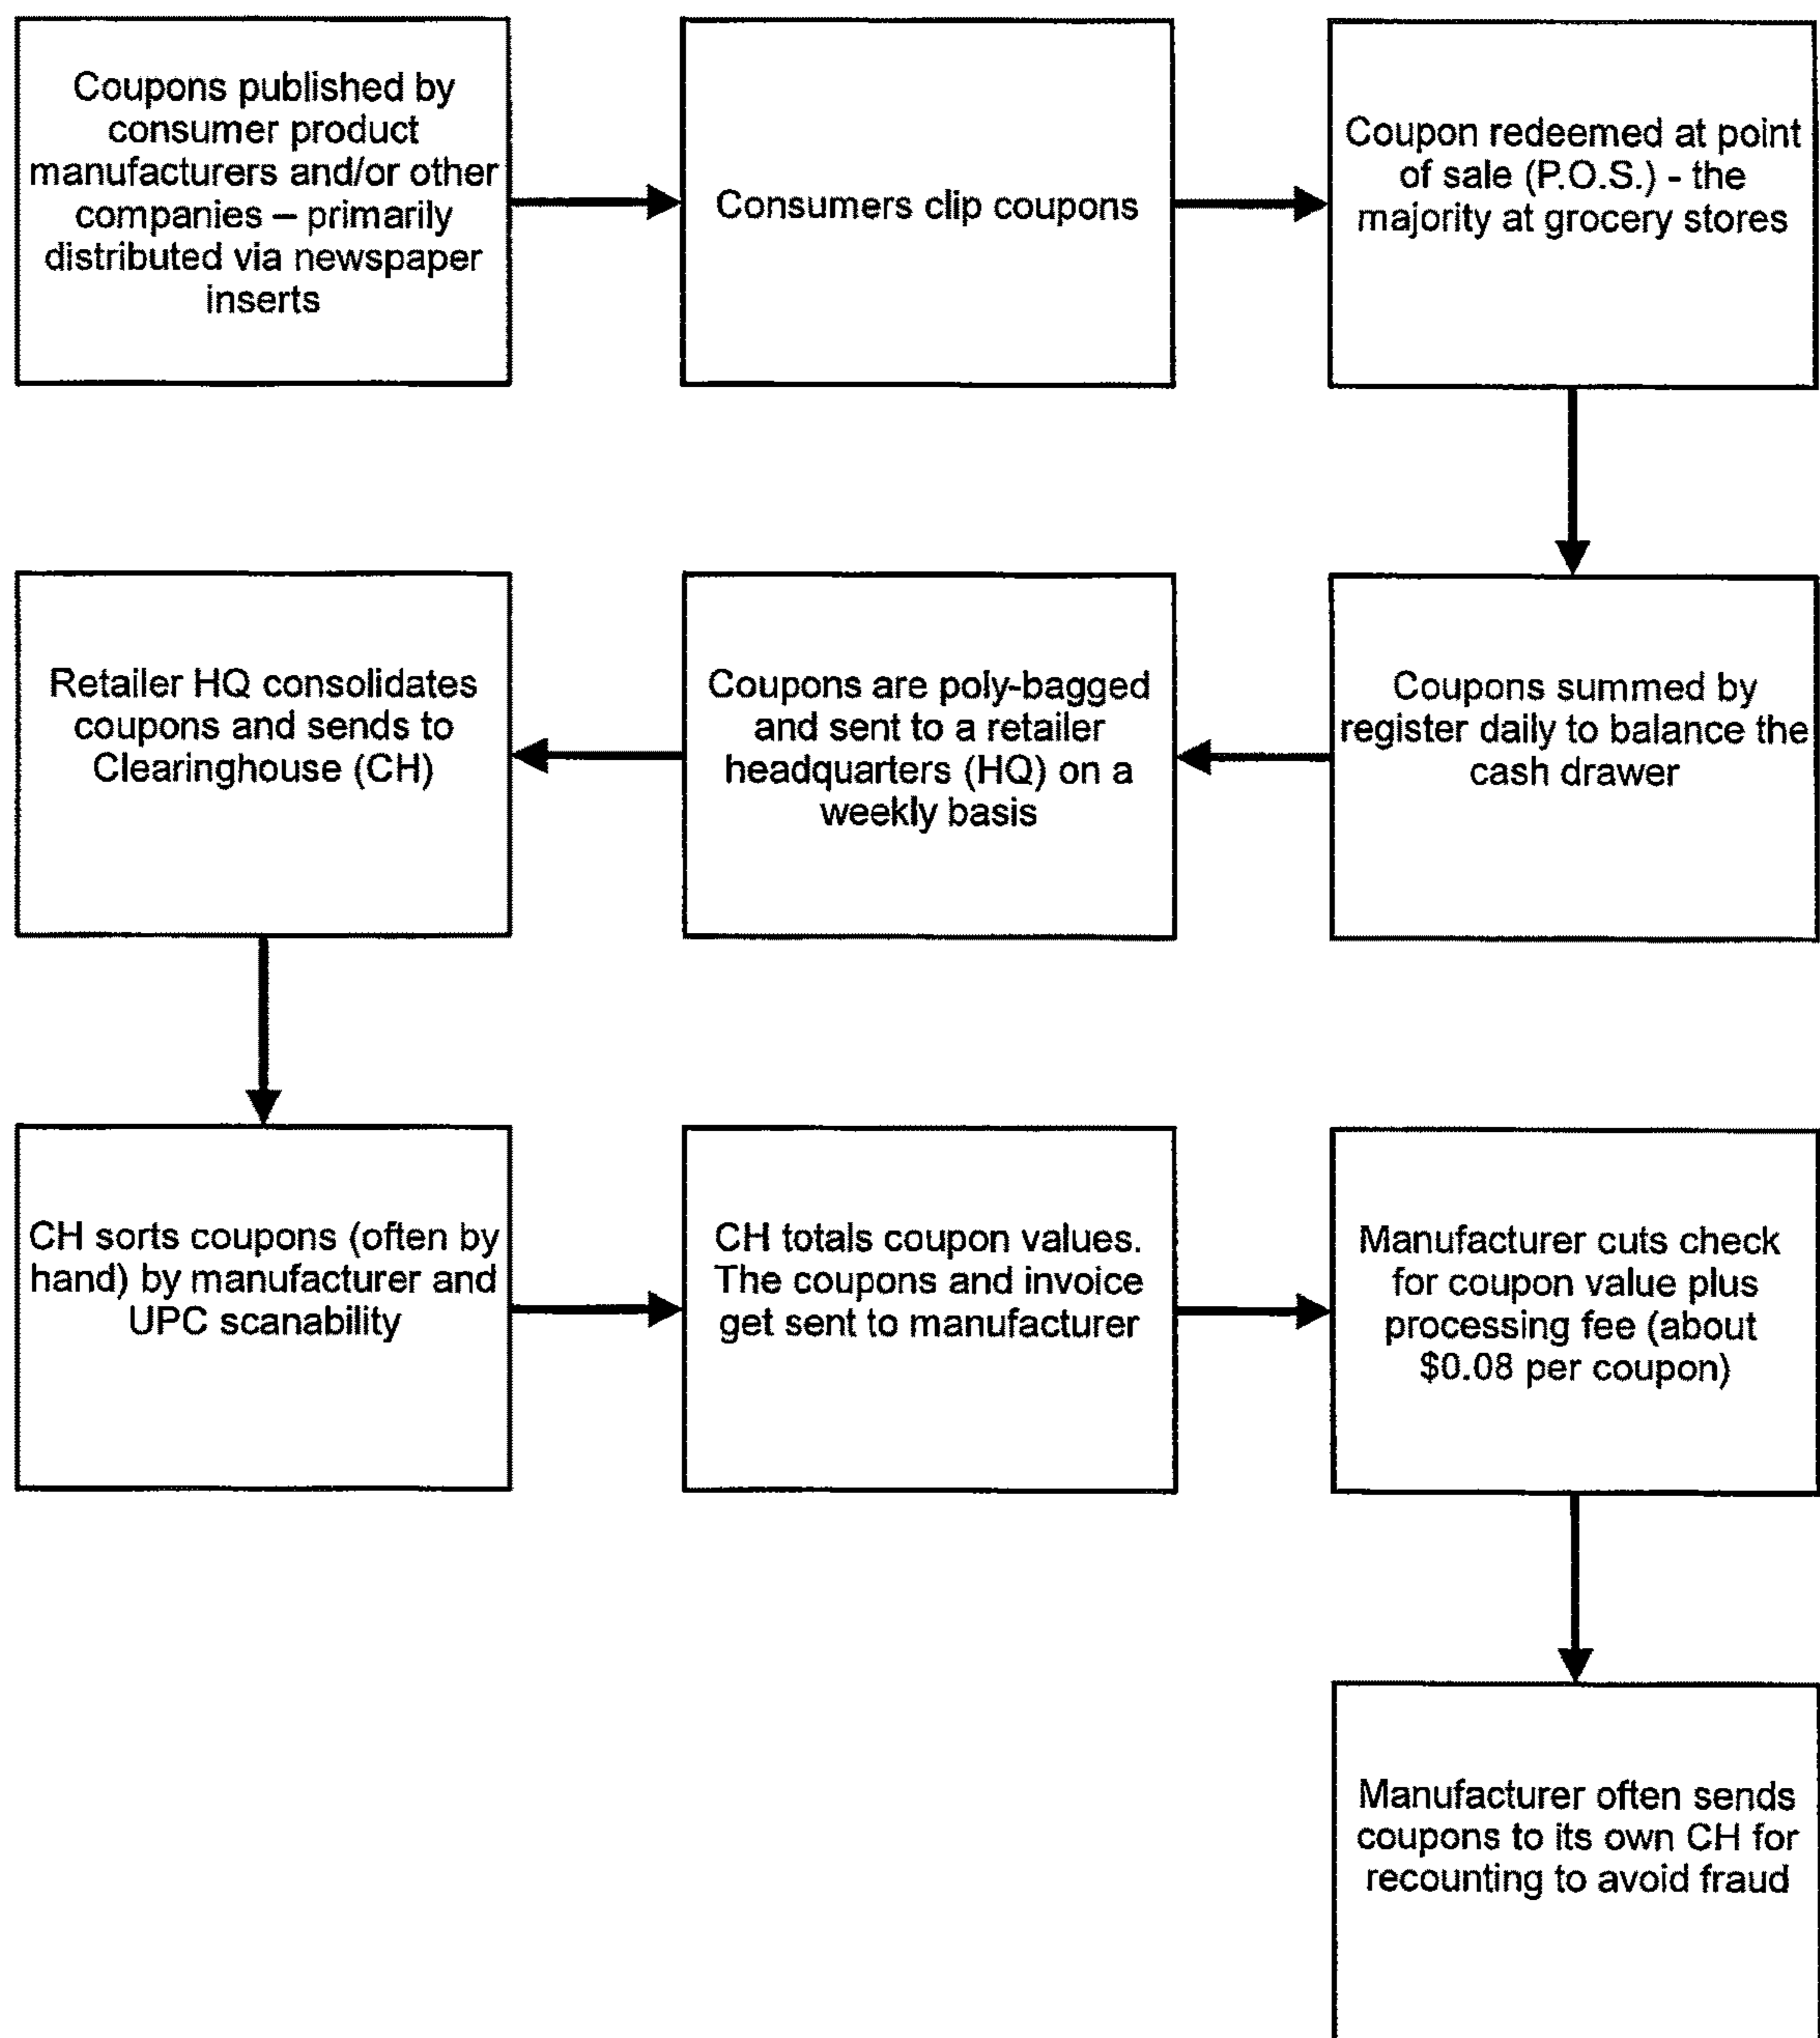 Coupons published by
consumer product
manufacturers and/or other
companies – primarily
distributed via newspaper
inserts
Consumers clip coupons
Coupon redeemed at point
of sale (P.O.S.) - the
majority at grocery stores
Coupons summed by
register daily to balance the
cash drawer
Coupons are poly-bagged
and sent to a retailer
headquarters (HQ) on a
weekly basis
Retailer HQ consolidates
coupons and sends to
Clearinghouse (CH)
CH sorts coupons (often by
hand) by manufacturer and
UPC scanability
CH totals coupon values.
The coupons and invoice
get sent to manufacturer
Manufacturer cuts check
for coupon value plus
processing fee (about
$0.08 per coupon)
Manufacturer often sends
coupons to its own CH for
recounting to avoid fraud